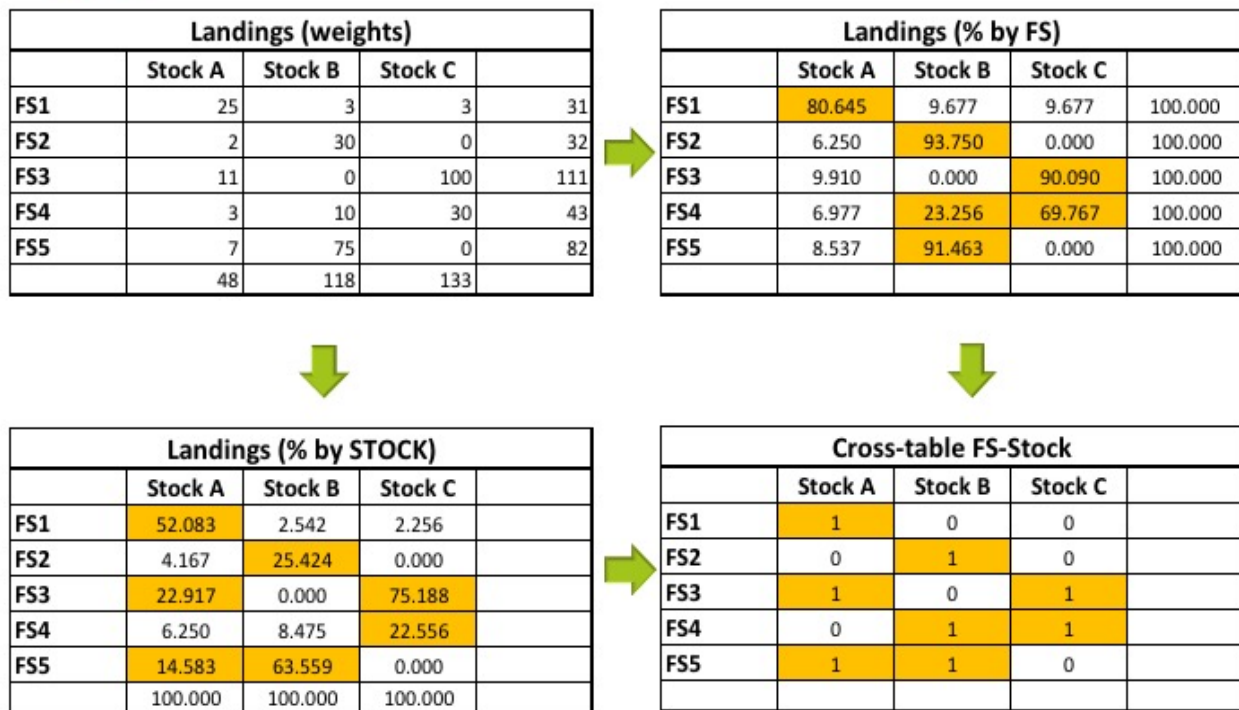 Landings (weights)
Stock A Stock B Stock C
FS1 25 3 3 31
FS2 2 30 0 32
FS3 11 0 100 111
FS4 3 10 30 43
FS5 7 75 0 82
48 118 133
Landings (% by FS)
Stock A Stock B Stock C
FS1 80.645 9.677 9.677 100.000
FS2 6.250 93.750 0.000 100.000
FS3 9.910 0.000 90.090 100.000
FS4 6.977 23.256 69.767 100.000
FS5 8.537 91.463 0.000 100.000
Landings (% by STOCK)
Stock A Stock B Stock C
FS1 52.083 2.542 2.256
FS2 4.167 25.424 0.000
FS3 22.917 0.000 75.188
FS4 6.250 8.475 22.556
FS5 14.583 63.559 0.000
100.000 100.000 100.000
Cross-table FS-Stock
Stock A Stock B Stock C
FS1 1 0 0
FS2 0 1 0
FS3 1 0 1
FS4 0 1 1
FS5 1 1 0